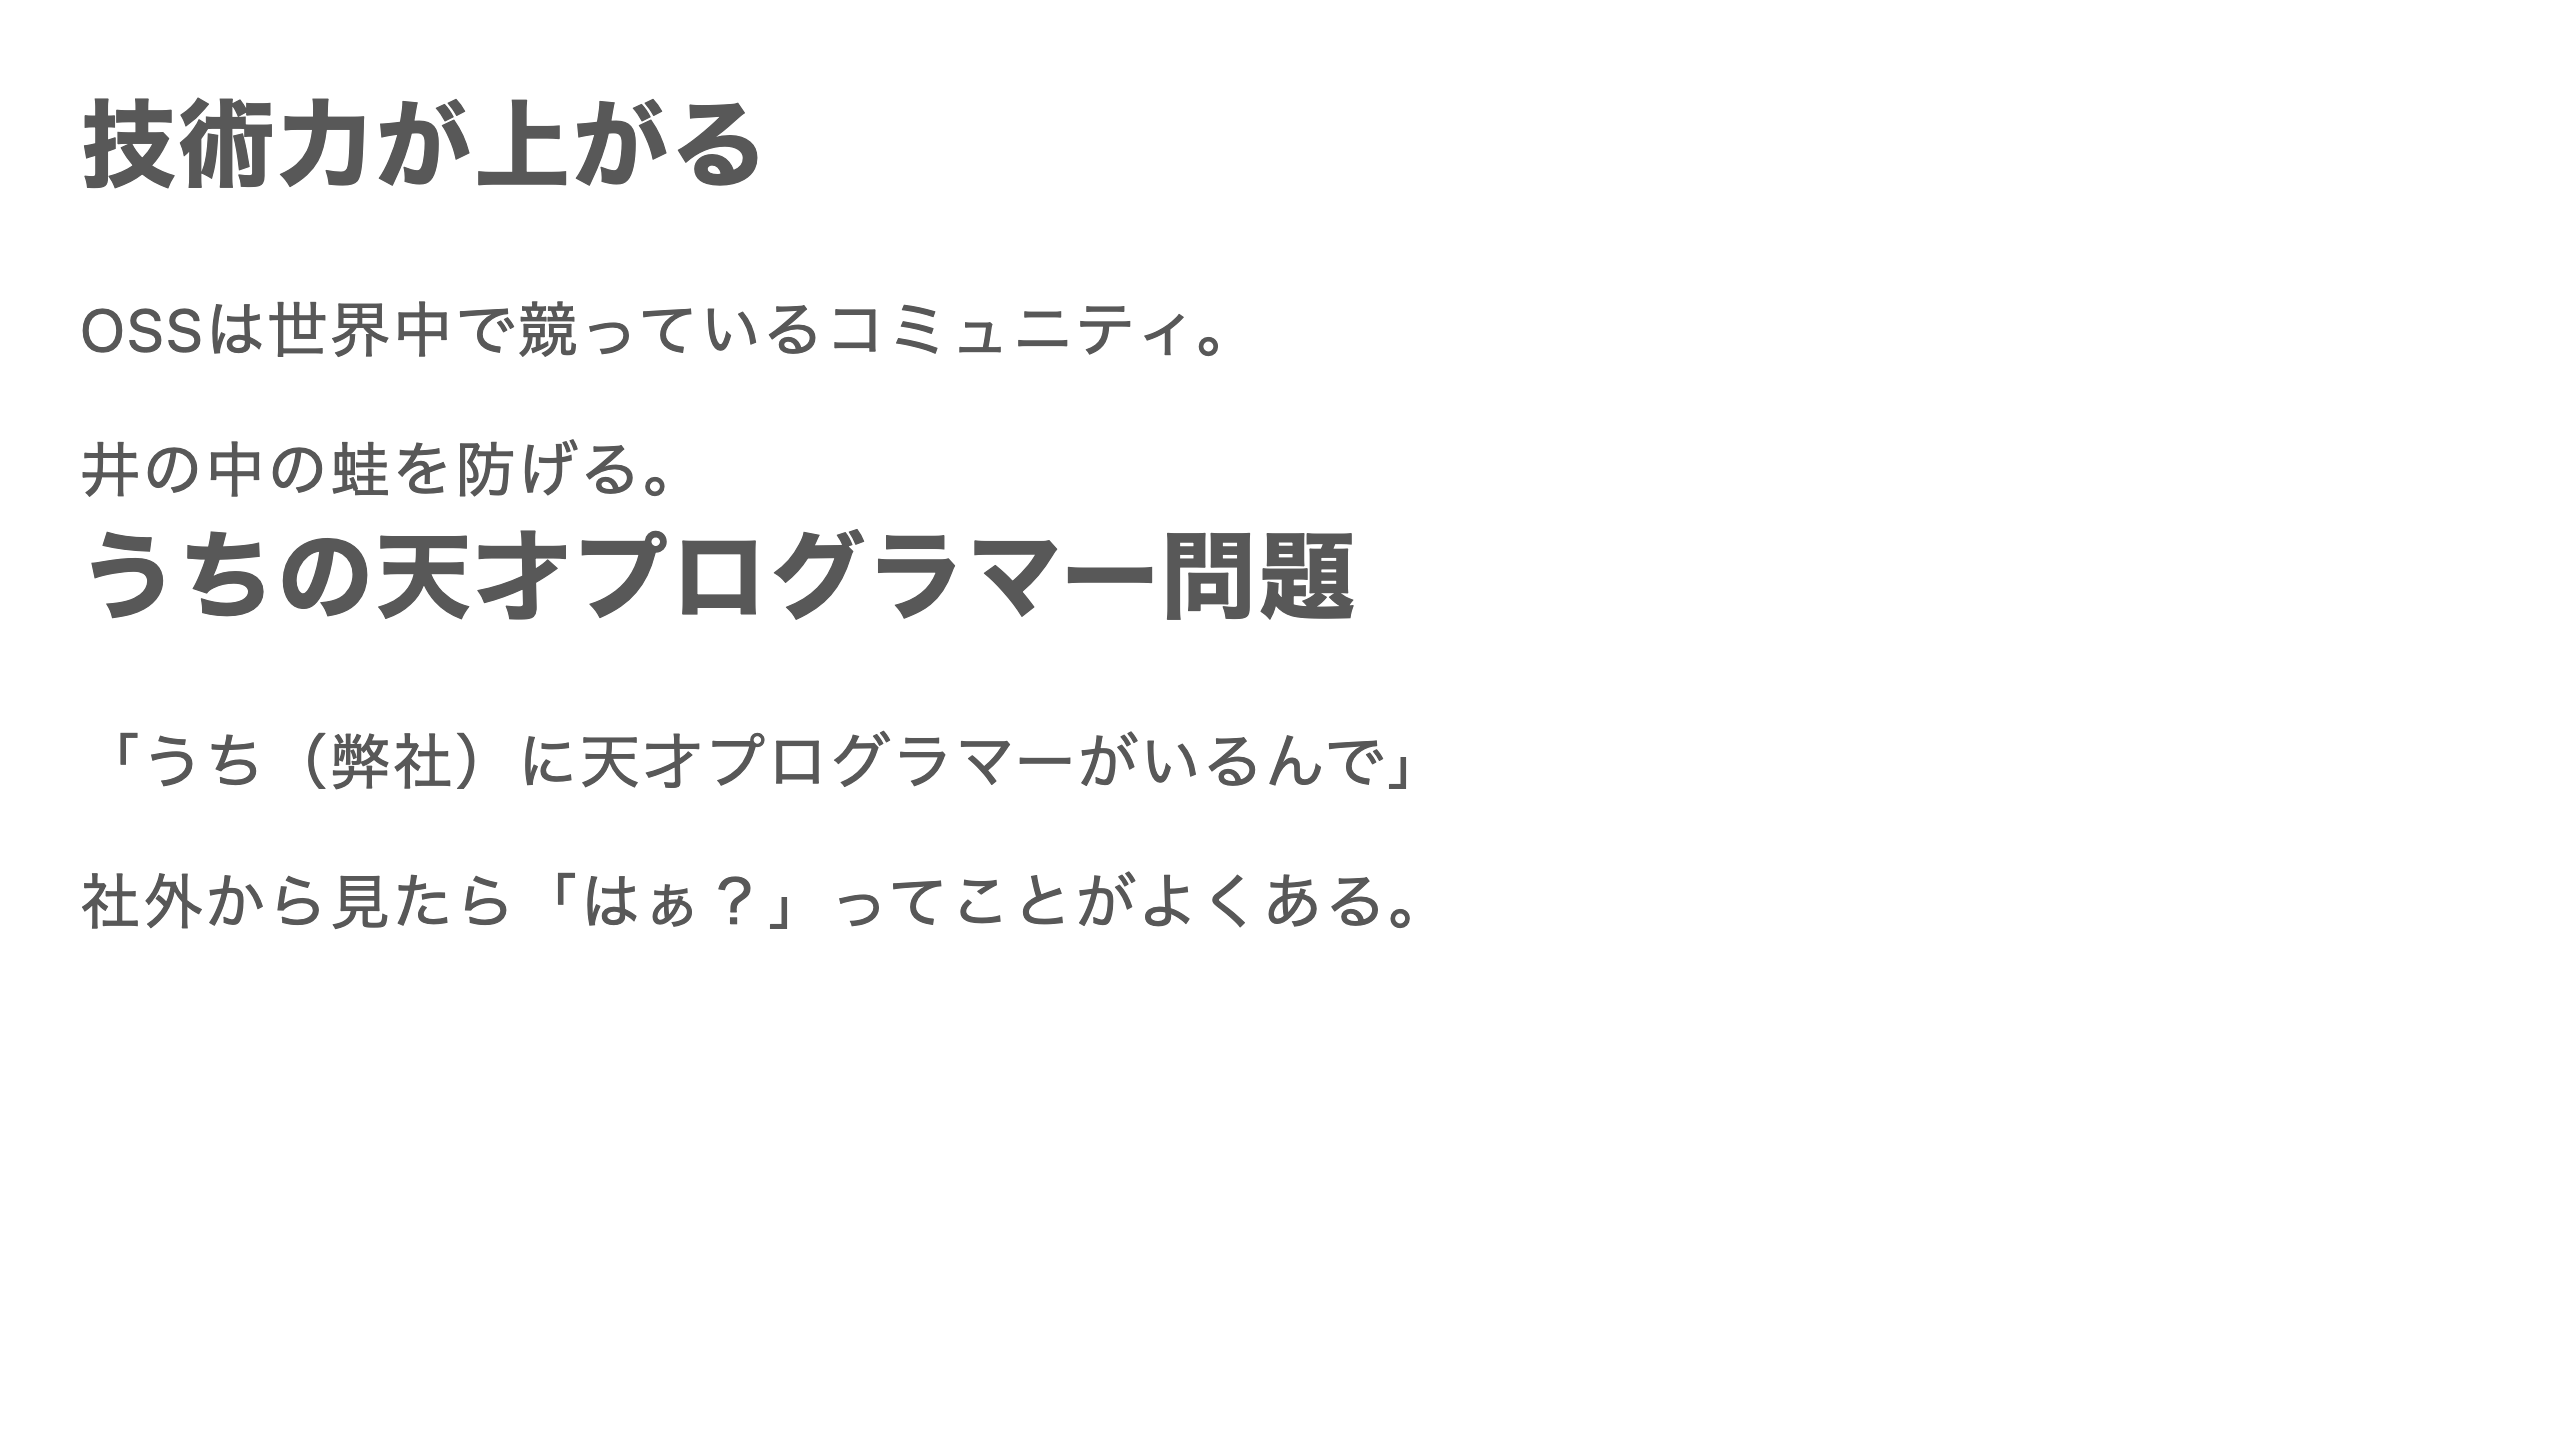 技術力が上がる
OSSは世界中で競っているコミュニティ。
井の中の蛙を防げる。
うちの天才プログラマー問題
「うち（弊社）に天才プログラマーがいるんで」
社外から見たら「はぁ？」ってことがよくある。